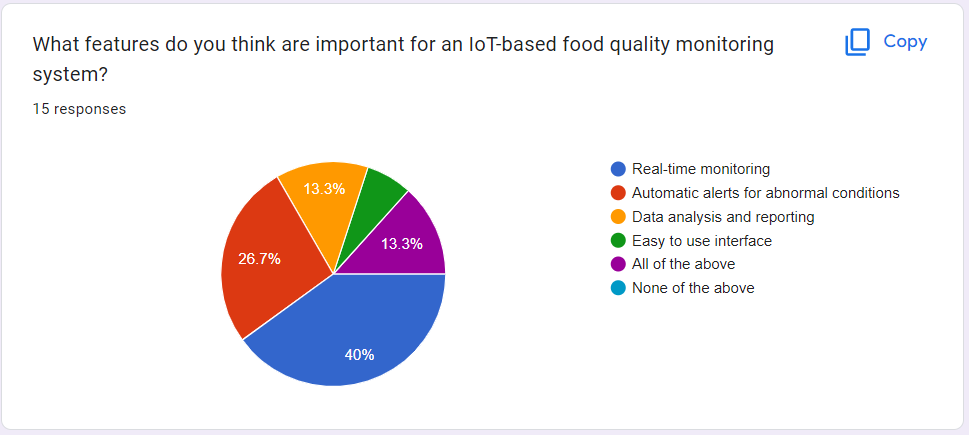 What features do you think are important for an IoT-based food quality monitoring
system?
Copy
15 responses
13.3%
13.3%
26.7%
40%
Real-time monitoring
Automatic alerts for abnormal conditions
Data analysis and reporting
Easy to use interface
All of the above
None of the above